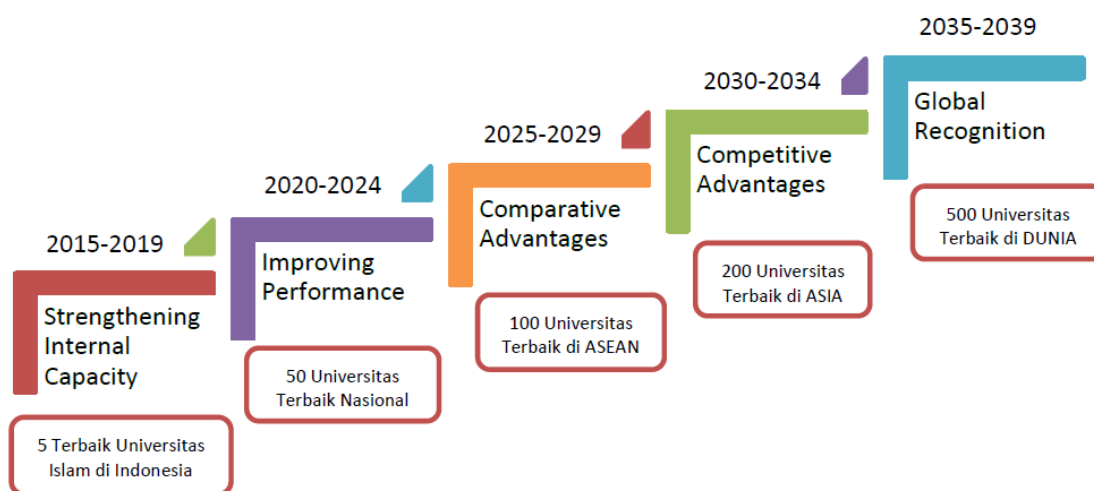 2015-2019
Strengthening
Internal
Capacity
5 Terbaik Universitas
Islam di Indonesia
2020-2024
Improving
Performance
50 Universitas
Terbaik Nasional
2025-2029
Comparative
Advantages
100 Universitas
Terbaik di ASEAN
2030-2034
Competitive
Advantages
200 Universitas
Terbaik di ASIA
2035-2039
Global
Recognition
500 Universitas
Terbaik di DUNIA